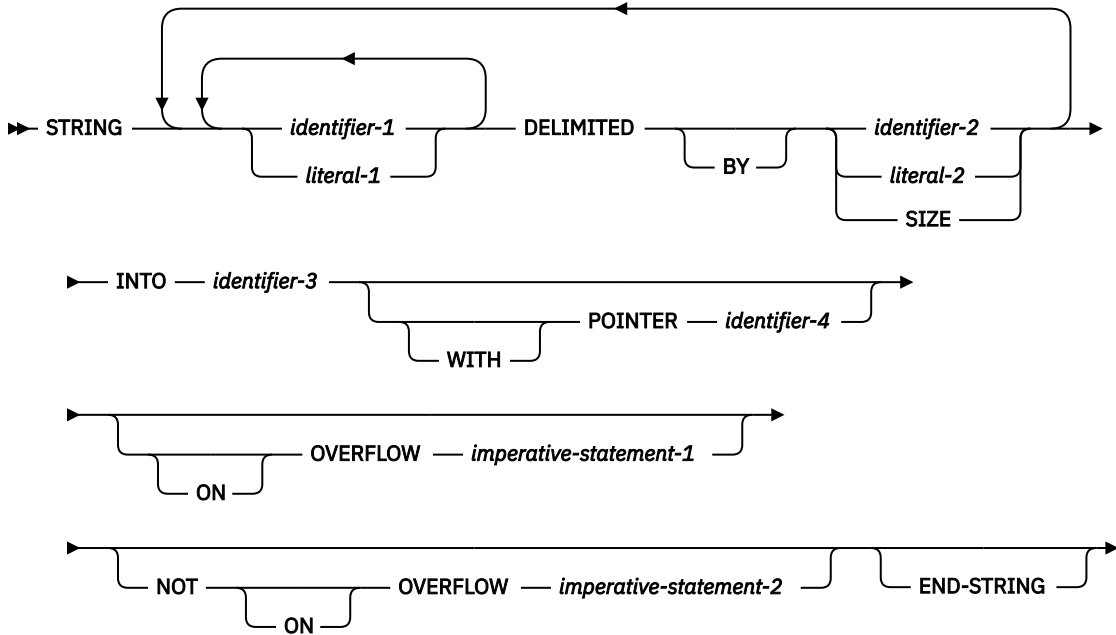 STRING identifier-1 DELIMITED identifier-2
literal-1 BY literal-2
SIZE
INTO identifier-3
POINTER identifier-4
WITH
OVERFLOW imperative-statement-1
ON
NOT OVERFLOW imperative-statement-2 END-STRING
ON